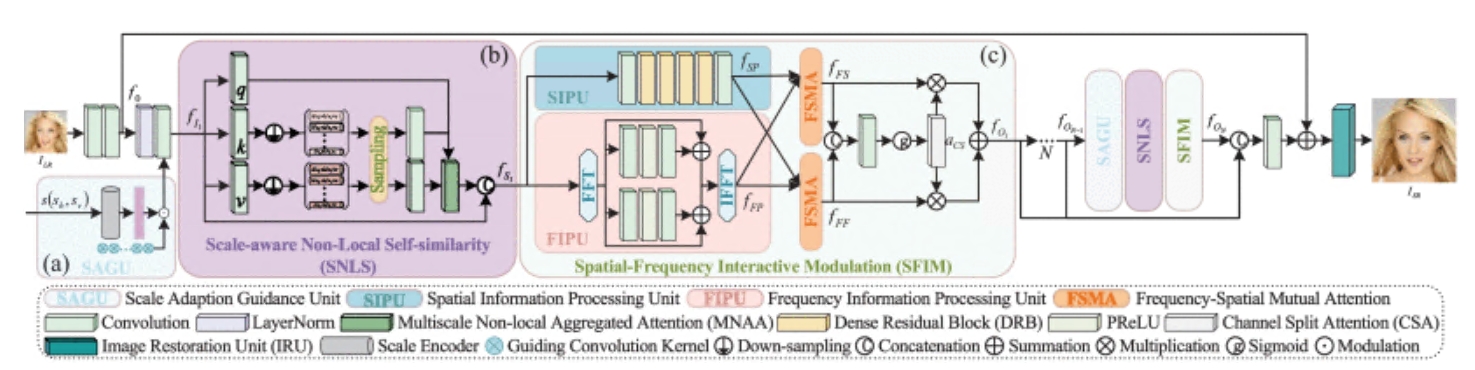 (a)
(b)
(c)
f_0
f_{S_1}
q
k
v
Sampling
f_{S_1}
I_{LR}
s(s_h, s_v)
SAGU
Scale-aware Non-Local Self-similarity
(SNLS)
SIPU
FIPU
FFT
IFFT
f_{SP}
f_{FP}
FSMA
FSMA
f_{FS}
f_{FF}
C
g
a_{CS}
f_{O_1}
Spatial-Frequency Interactive Modulation (SFIM)
N
f_{O_{N-1}}
SAGU
SNLS
SFIM
f_{O_N}
C
I_{SR}
SAGU Scale Adaption Guidance Unit SIPU Spatial Information Processing Unit FIPU Frequency Information Processing Unit FSMA Frequency-Spatial Mutual Attention
Convolution LayerNorm Multiscale Non-local Aggregated Attention (MNAA) Dense Residual Block (DRB) PReLU Channel Split Attention (CSA)
Image Restoration Unit (IRU) Scale Encoder Guiding Convolution Kernel Down-sampling C Concatenation Summation Multiplication g Sigmoid Modulation